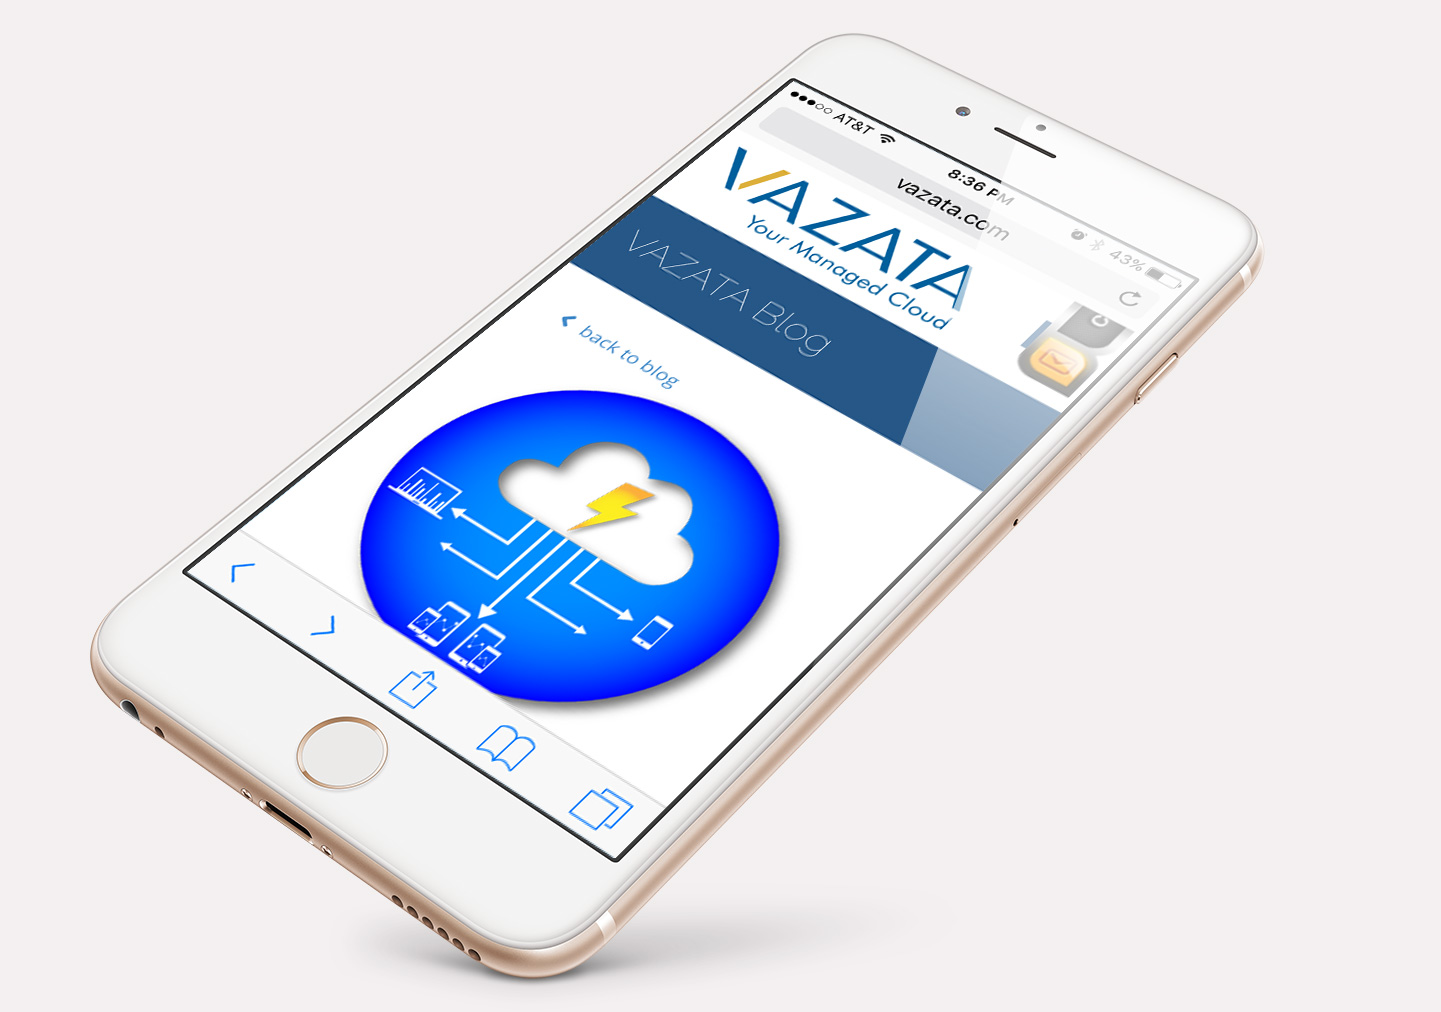 AT&T 8:36 PM 43%
vazata.com
VAZATA
Your Managed Cloud
VAZATA Blog
back to blog